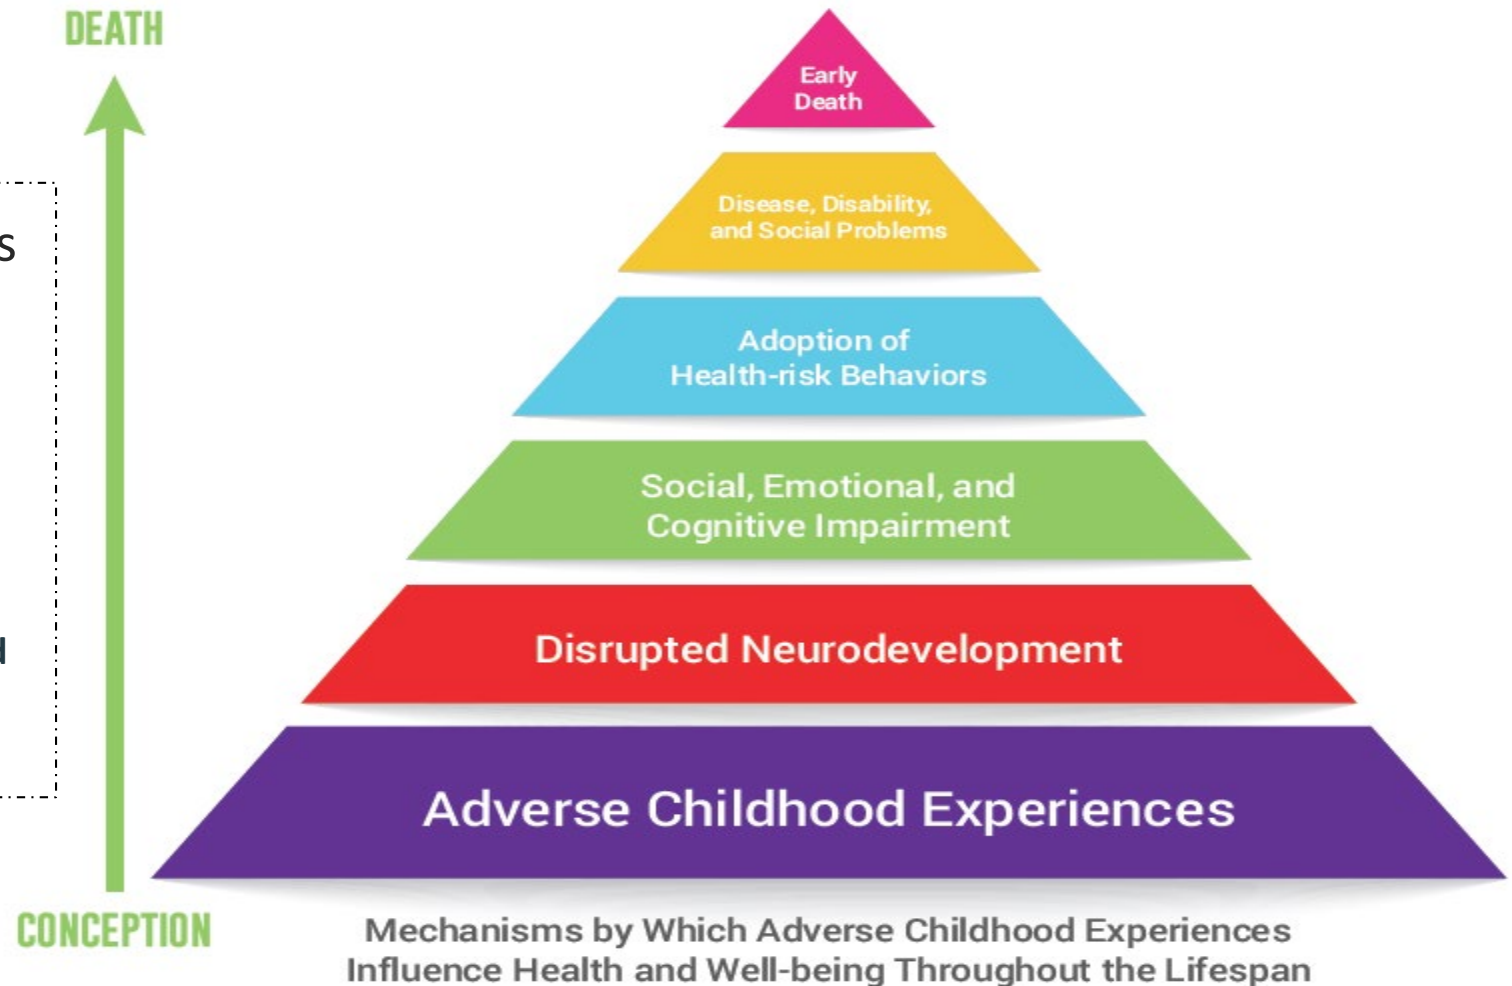 DEATH
Early
Death
Disease, Disability,
and Social Problems
Adoption of
Health-risk Behaviors
Social, Emotional, and
Cognitive Impairment
Disrupted Neurodevelopment
Adverse Childhood Experiences
CONCEPTION
Mechanisms by Which Adverse Childhood Experiences
Influence Health and Well-being Throughout the Lifespan